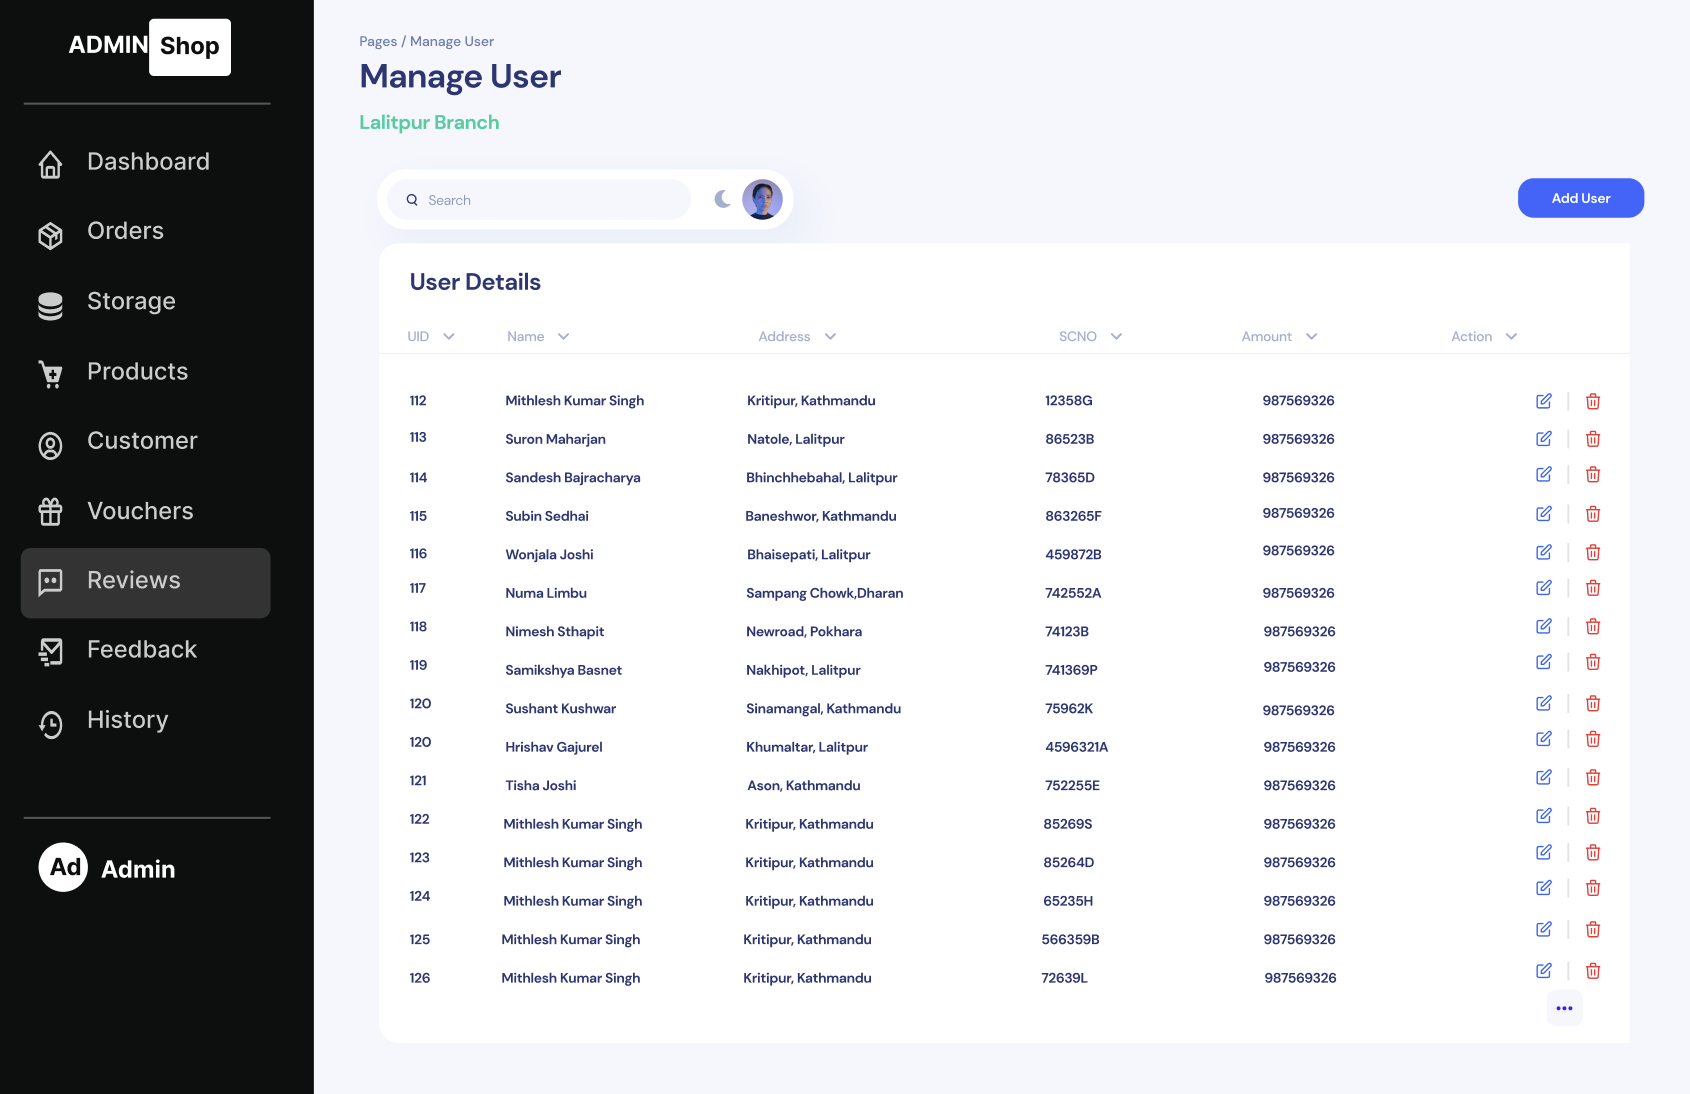 ADMIN Shop
Dashboard
Orders
Storage
Products
Customer
Vouchers
Reviews
Feedback
History
Ad Admin
Pages / Manage User
Manage User
Lalitpur Branch
Search
Add User
User Details
UID Name Address SCNO Amount Action
112 Mithlesh Kumar Singh Kritipur, Kathmandu 12358G 987569326
113 Suron Maharjan Natole, Lalitpur 86523B 987569326
114 Sandesh Bajracharya Bhinchhebahal, Lalitpur 78365D 987569326
115 Subin Sedhai Baneshwor, Kathmandu 863265F 987569326
116 Wonjala Joshi Bhaisepati, Lalitpur 459872B 987569326
117 Numa Limbu Sampang Chowk,Dharan 742552A 987569326
118 Nimesh Sthapit Newroad, Pokhara 74123B 987569326
119 Samikshya Basnet Nakhipot, Lalitpur 741369P 987569326
120 Sushant Kushwar Sinamangal, Kathmandu 75962K 987569326
120 Hrishav Gajurel Khumaltar, Lalitpur 4596321A 987569326
121 Tisha Joshi Ason, Kathmandu 752255E 987569326
122 Mithlesh Kumar Singh Kritipur, Kathmandu 85269S 987569326
123 Mithlesh Kumar Singh Kritipur, Kathmandu 85264D 987569326
124 Mithlesh Kumar Singh Kritipur, Kathmandu 65235H 987569326
125 Mithlesh Kumar Singh Kritipur, Kathmandu 566359B 987569326
126 Mithlesh Kumar Singh Kritipur, Kathmandu 72639L 987569326